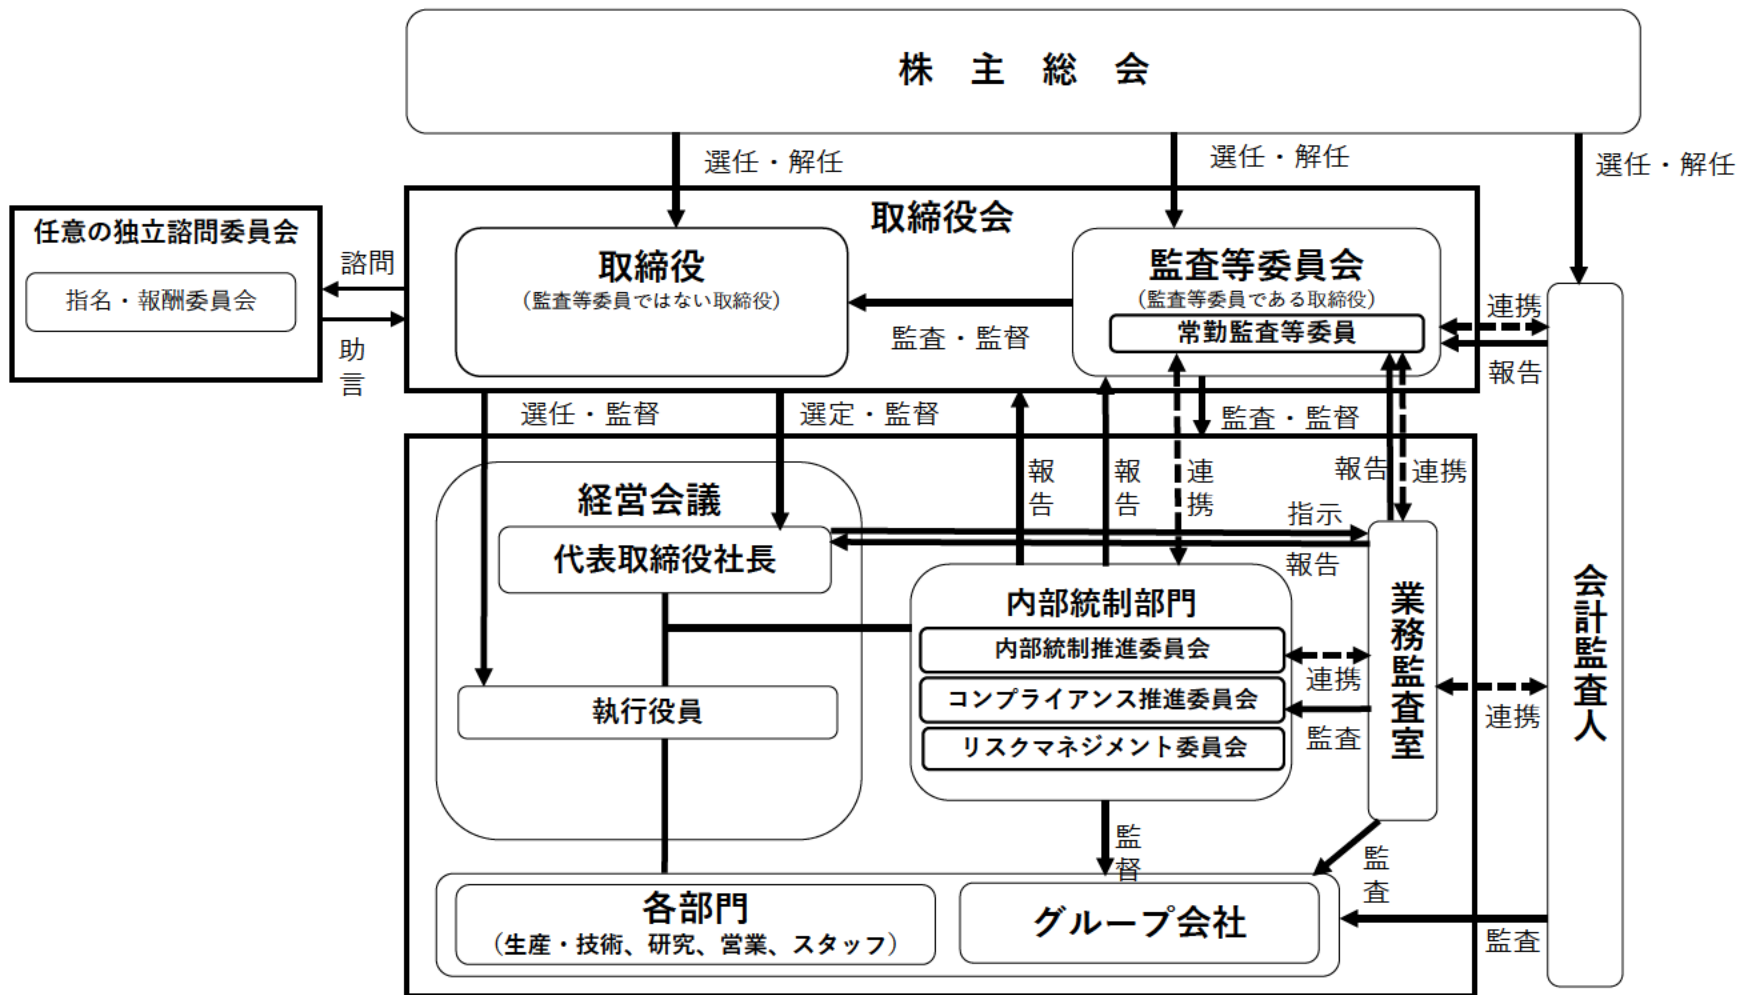 株 主 総 会
選任・解任
選任・解任
選任・解任
取締役会
任意の独立諮問委員会
指名・報酬委員会
諮問
助言
取締役
（監査等委員ではない取締役）
監査等委員会
（監査等委員である取締役）
常勤監査等委員
監査・監督
連携
報告
選任・監督
選定・監督
監査・監督
報告
報告
連携
報告
連携
経営会議
代表取締役社長
指示
報告
執行役員
内部統制部門
内部統制推進委員会
コンプライアンス推進委員会
リスクマネジメント委員会
連携
監査
業務監査室
連携
会計監査人
監督
監査
各部門
（生産・技術、研究、営業、スタッフ）
グループ会社
監査